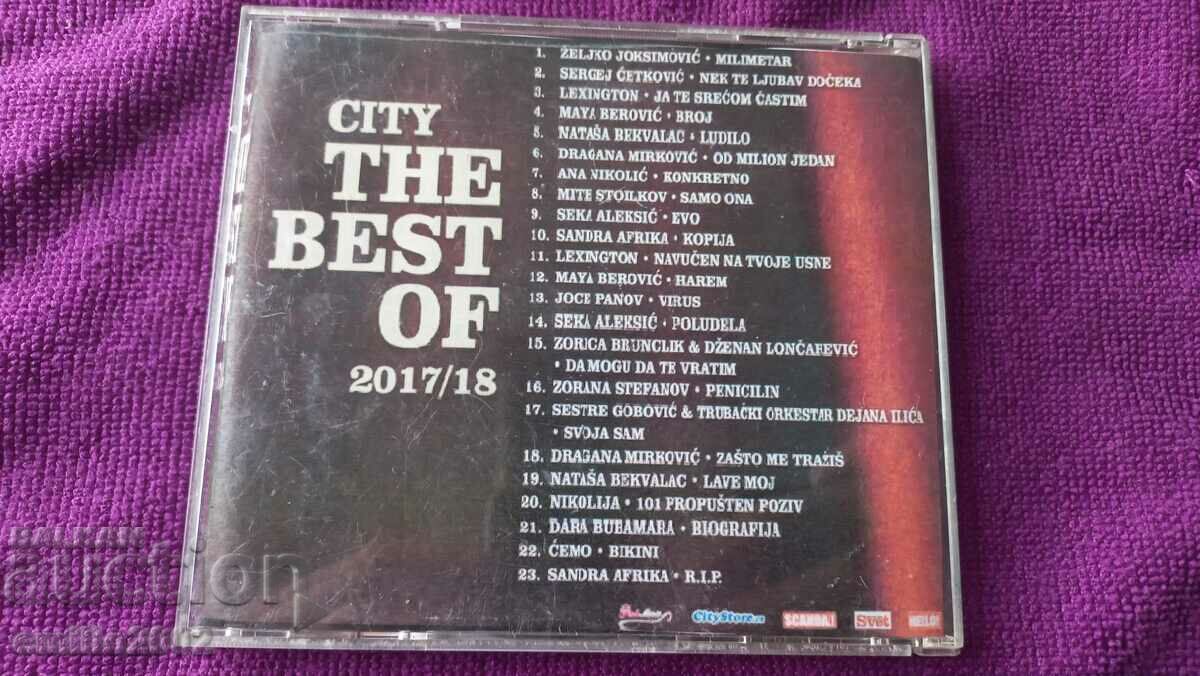 CITY
THE
BEST
OF
2017/18
1. ŽELJKO JOKSIMOVIĆ • MILIMETAR
2. SERGEJ ĆETKOVIĆ • NEK TE LJUBAV DOČEKA
3. LEXINGTON • JA TE SREĆOM ČASTIM
4. MAYA BEROVIĆ • BROJ
5. NATAŠA BEKVALAC • LUDILO
6. DRAGANA MIRKOVIĆ • OD MILION JEDAN
7. ANA NIKOLIĆ • KONKRETNO
8. MITE STOILKOV • SAMO ONA
9. SEKA ALEKSIĆ • EVO
10. SANDRA AFRIKA • KOPIJA
11. LEXINGTON • NAVUČEN NA TVOJE USNE
12. MAYA BEROVIĆ • HAREM
13. JOCE PANOV • VIRUS
14. SEKA ALEKSIĆ • POLUDELA
15. ZORICA BRUNCLIK & DŽENAN LONČAREVIĆ
• DA MOGU DA TE VRATIM
16. ZORANA STEFANOV • PENICILIN
17. SESTRE GOBOVIĆ & TRUBAČKI ORKESTAR DEJANA ILIĆA
• SVOJA SAM
18. DRAGANA MIRKOVIĆ • ZAŠTO ME TRAŽIŠ
19. NATAŠA BEKVALAC • LAVE MOJ
20. NIKOLIJA • 101 PROPUŠTEN POZIV
21. DARA BUBAMARA • BIOGRAFIJA
22. ĆEMO • BIKINI
23. SANDRA AFRIKA • R.I.P.
CityStore.rs SCANDAL! Svet HELLO!
BALKAN
auction